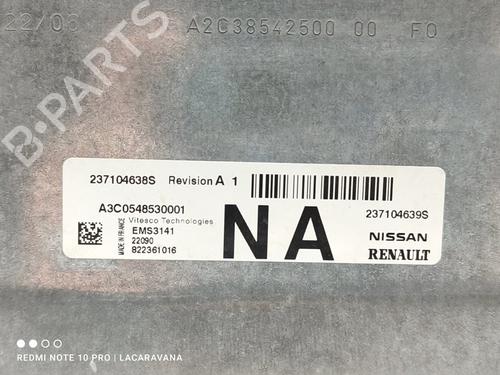 22/06 A2C38542500 00 F0
B-PARTS
237104638S Revision A 1
A3C0548530001
Vitesco Technologies
MADE IN FRANCE
EMS3141
22090
822361016
NA
237104639S
NISSAN
RENAULT
REDMI NOTE 10 PRO | LACARAVANA